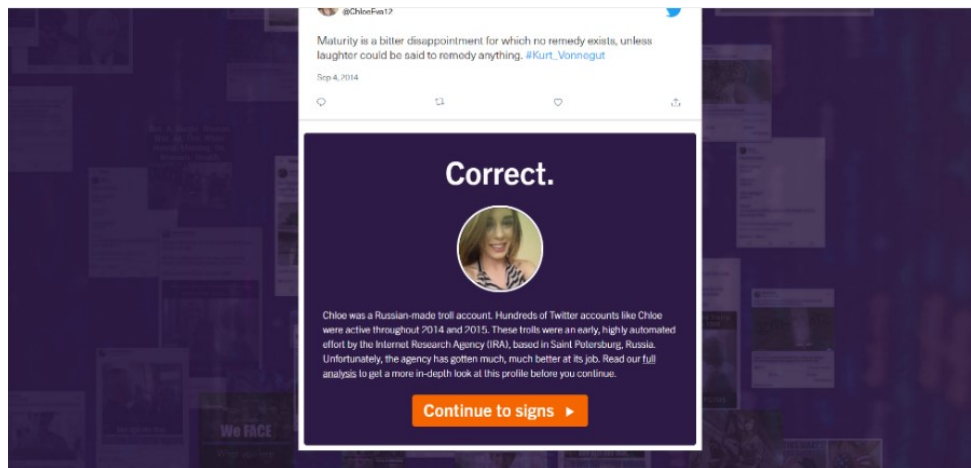 @ChloeEva12
Maturity is a bitter disappointment for which no remedy exists, unless
laughter could be said to remedy anything. #Kurt_Vonnegut
Sep 4, 2014
Correct.
Chloe was a Russian-made troll account. Hundreds of Twitter accounts like Chloe
were active throughout 2014 and 2015. These trolls were an early, highly automated
effort by the Internet Research Agency (IRA), based in Saint Petersburg, Russia.
Unfortunately, the agency has gotten much, much better at its job. Read our full
analysis to get a more in-depth look at this profile before you continue.
Continue to signs
We FACE